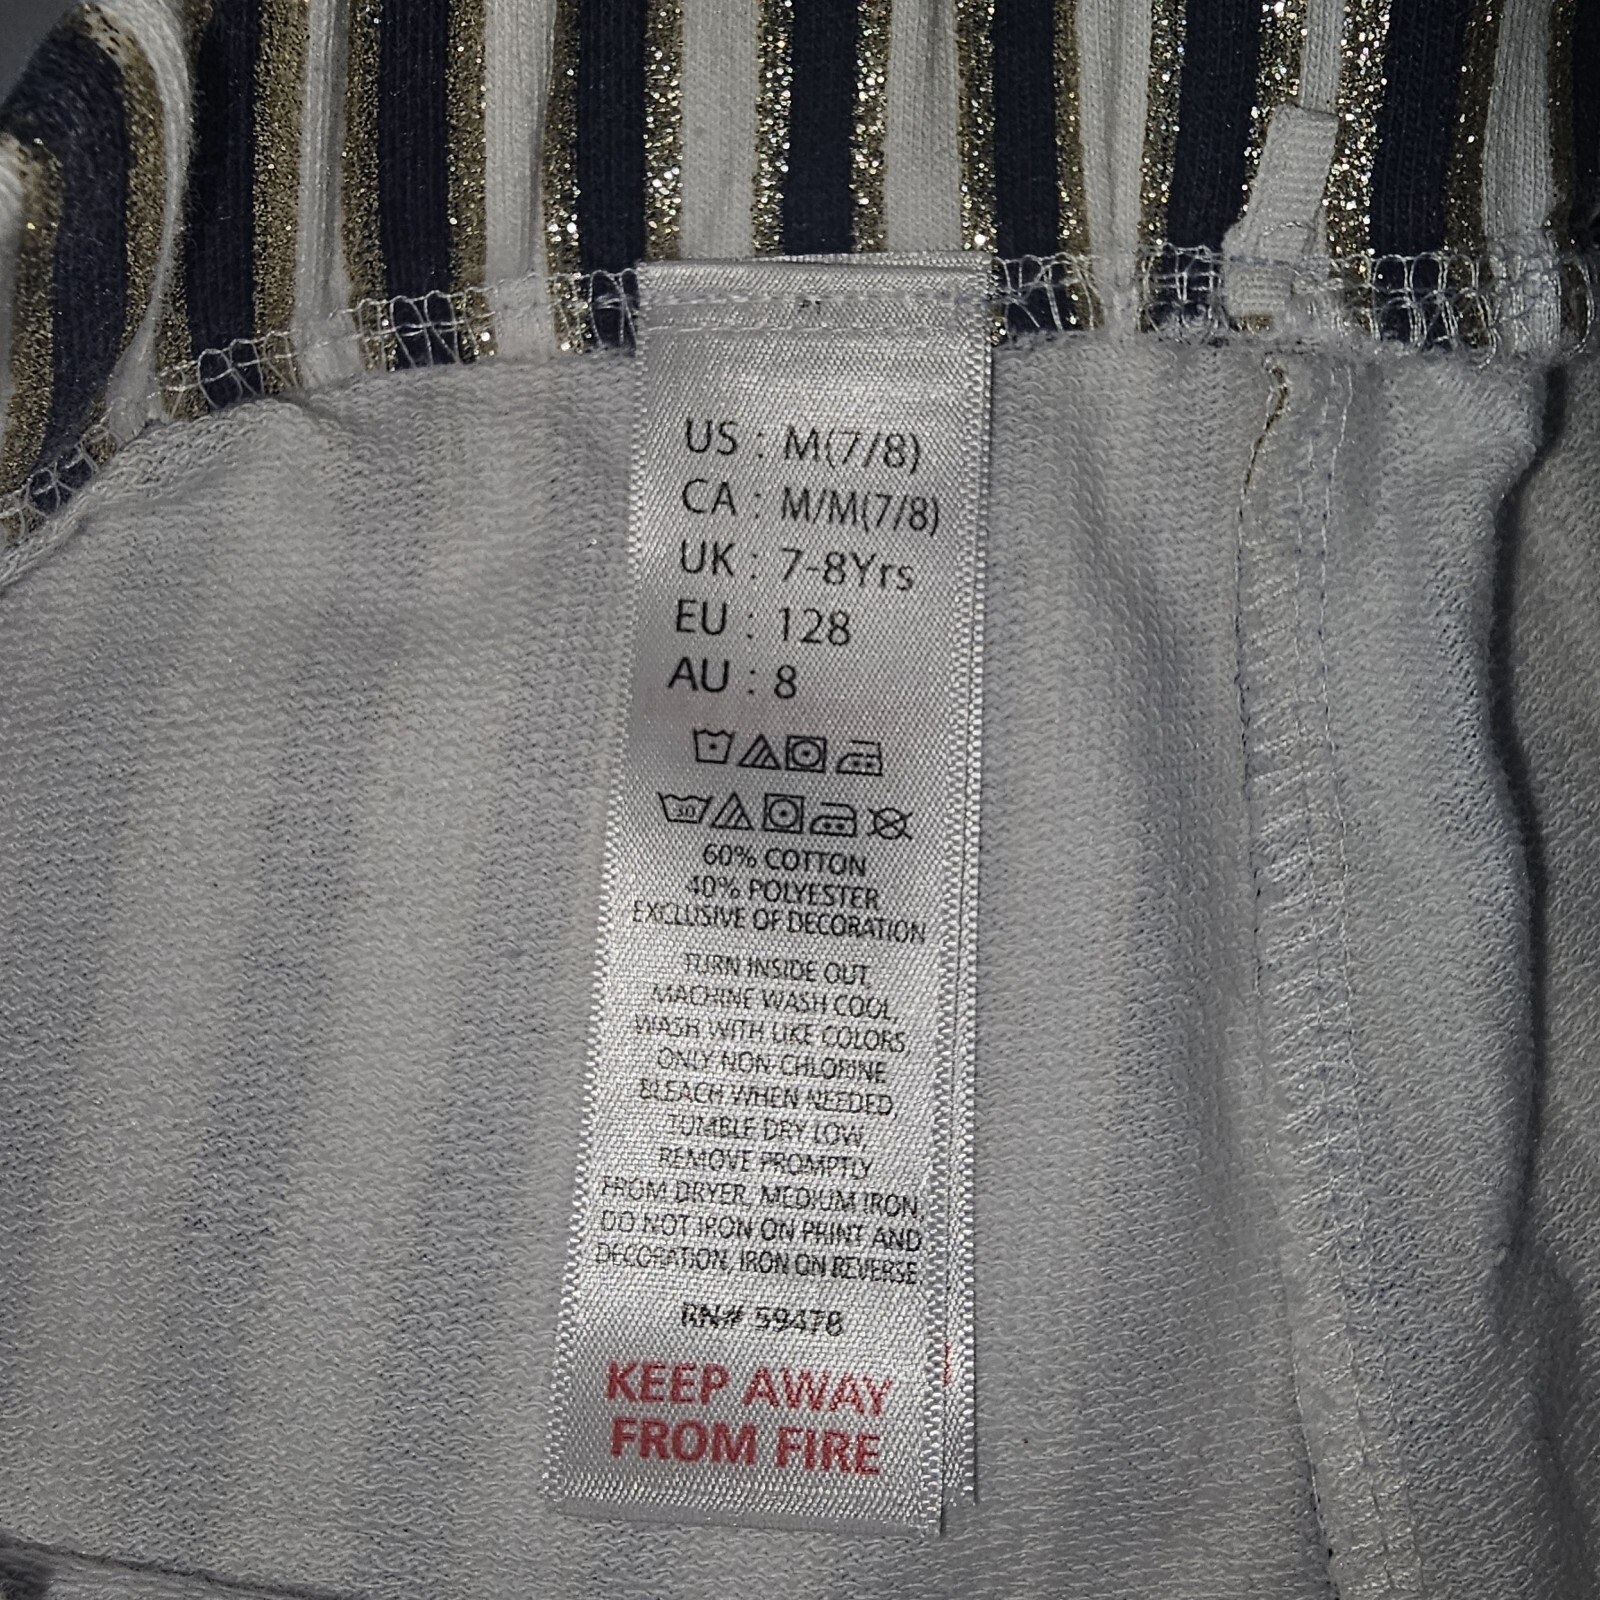 US : M(7/8)
CA : M/M(7/8)
UK : 7-8Yrs
EU : 128
AU : 8
30
60% COTTON
40% POLYESTER
EXCLUSIVE OF DECORATION
TURN INSIDE OUT,
MACHINE WASH COOL,
WASH WITH LIKE COLORS,
ONLY NON-CHLORINE
BLEACH WHEN NEEDED,
TUMBLE DRY LOW,
REMOVE PROMPTLY
FROM DRYER, MEDIUM IRON,
DO NOT IRON ON PRINT AND
DECORATION, IRON ON REVERSE,
RN# 59478
KEEP AWAY
FROM FIRE